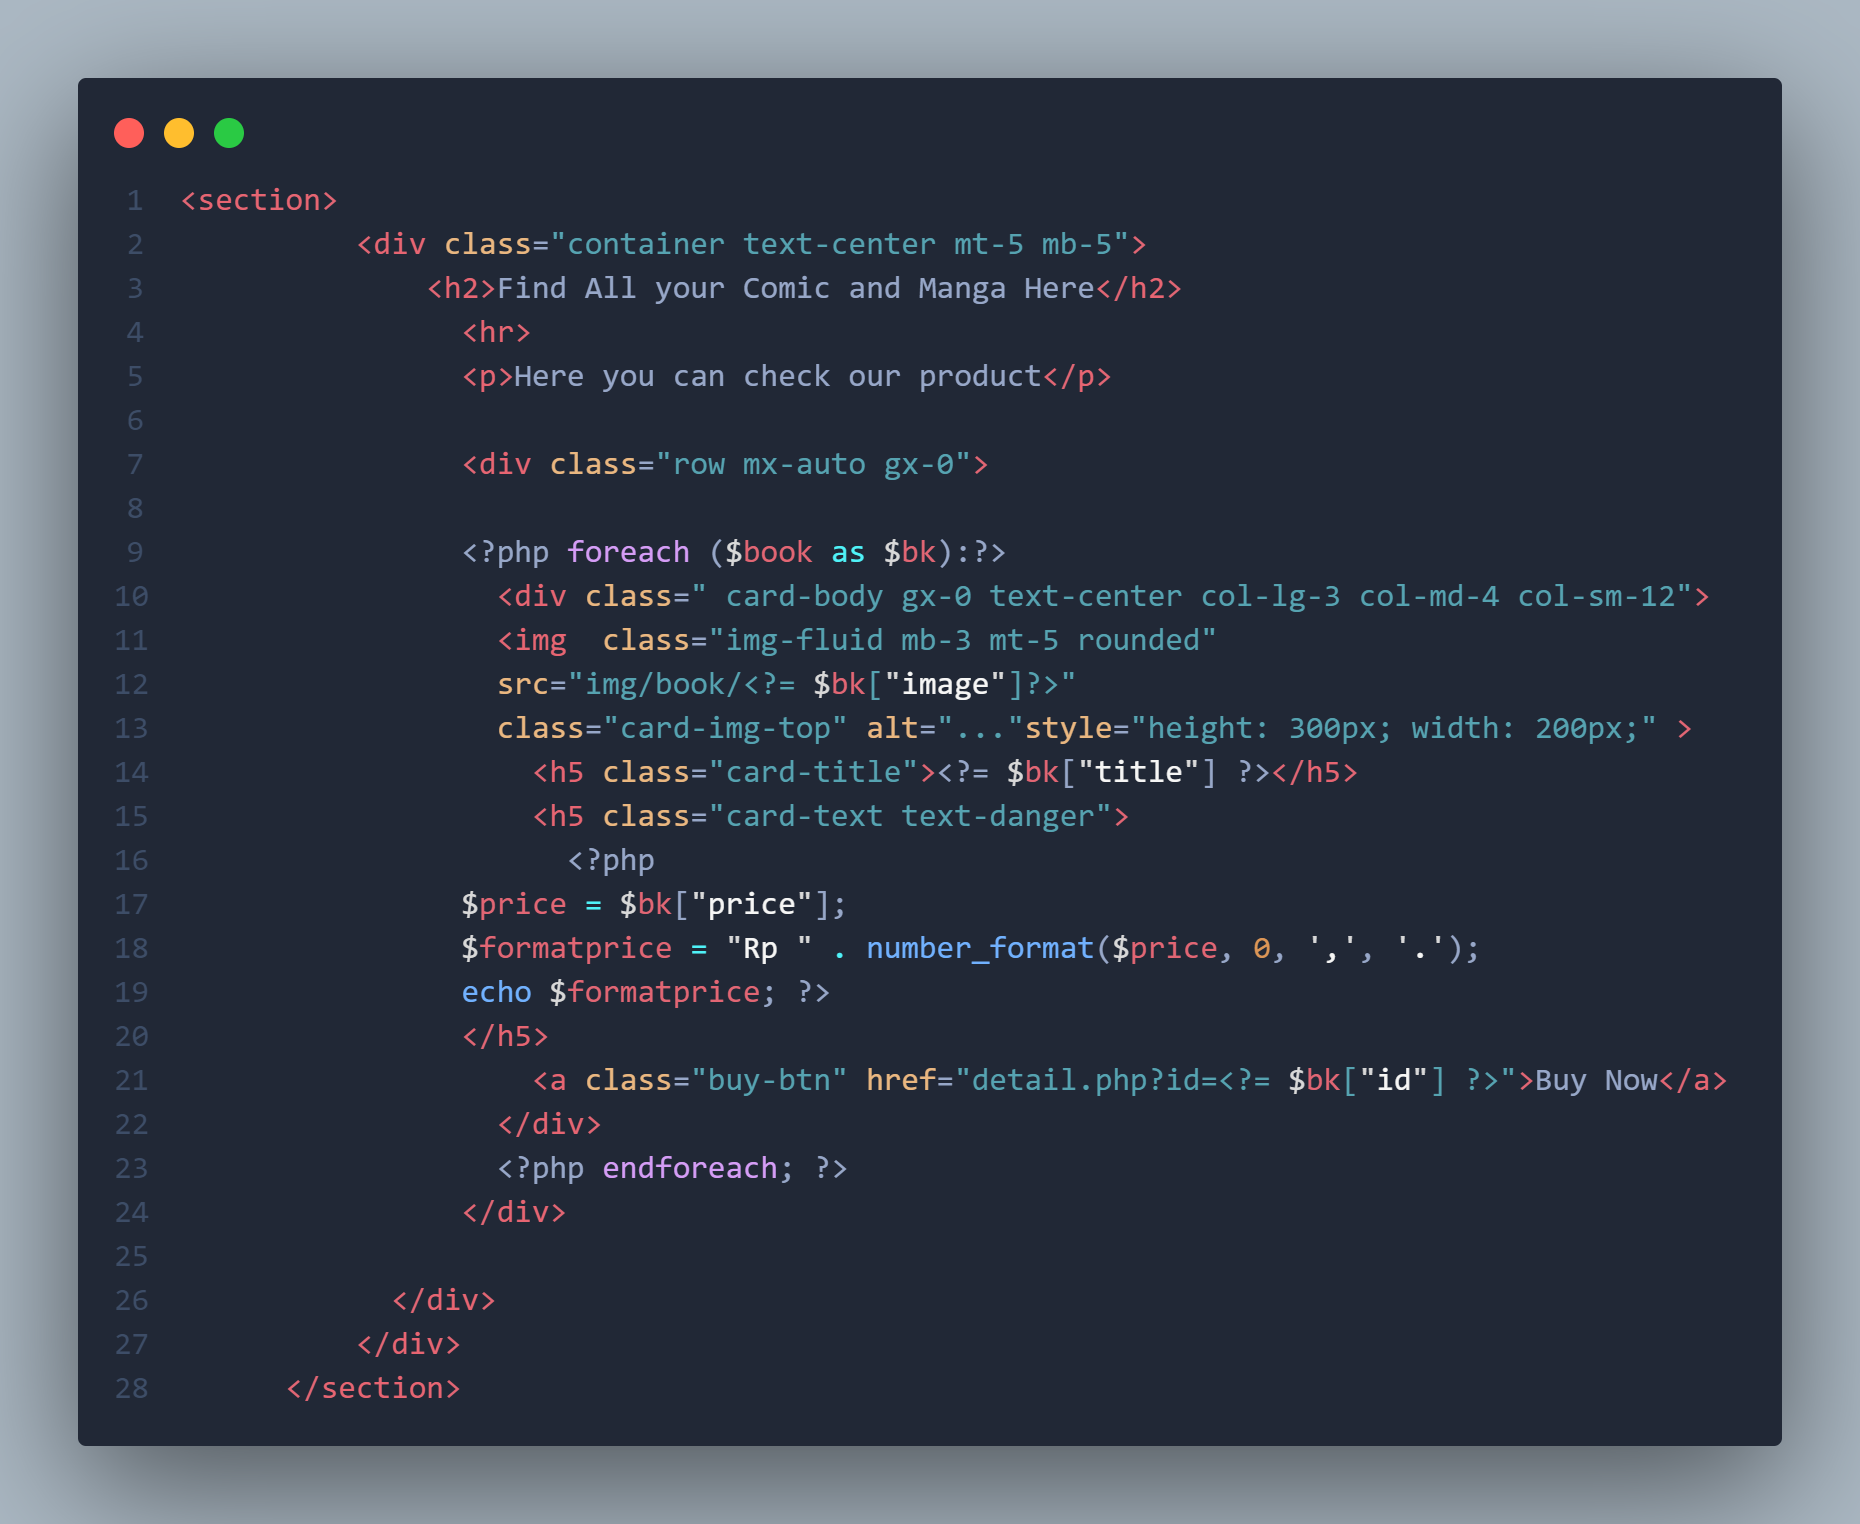 1 <section>
2 <div class="container text-center mt-5 mb-5">
3 <h2>Find All your Comic and Manga Here</h2>
4 <hr>
5 <p>Here you can check our product</p>
6
7 <div class="row mx-auto gx-0">
8
9 <?php foreach ($book as $bk):?>
10 <div class=" card-body gx-0 text-center col-lg-3 col-md-4 col-sm-12">
11 <img  class="img-fluid mb-3 mt-5 rounded"
12 src="img/book/<?= $bk["image"]?>"
13 class="card-img-top" alt="..."style="height: 300px; width: 200px;" >
14 <h5 class="card-title"><?= $bk["title"] ?></h5>
15 <h5 class="card-text text-danger">
16 <?php
17 $price = $bk["price"];
18 $formatprice = "Rp " . number_format($price, 0, ',', '.');
19 echo $formatprice; ?>
20 </h5>
21 <a class="buy-btn" href="detail.php?id=<?= $bk["id"] ?>">Buy Now</a>
22 </div>
23 <?php endforeach; ?>
24 </div>
25
26 </div>
27 </div>
28 </section>